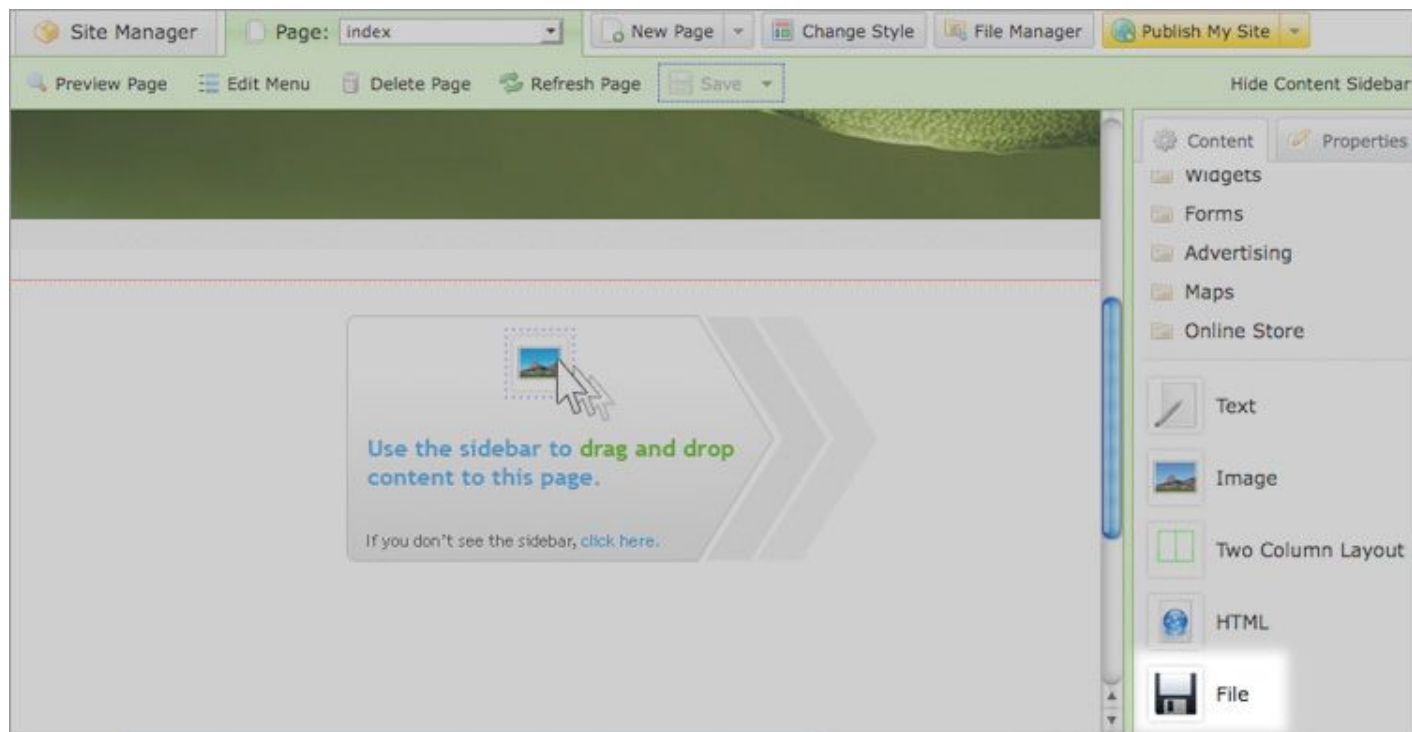 Site Manager
Page: index
New Page
Change Style
File Manager
Publish My Site
Preview Page
Edit Menu
Delete Page
Refresh Page
Save
Hide Content Sidebar
Content
Properties
Widgets
Forms
Advertising
Maps
Online Store
Use the sidebar to drag and drop
content to this page.
If you don't see the sidebar, click here.
Text
Image
Two Column Layout
HTML
File